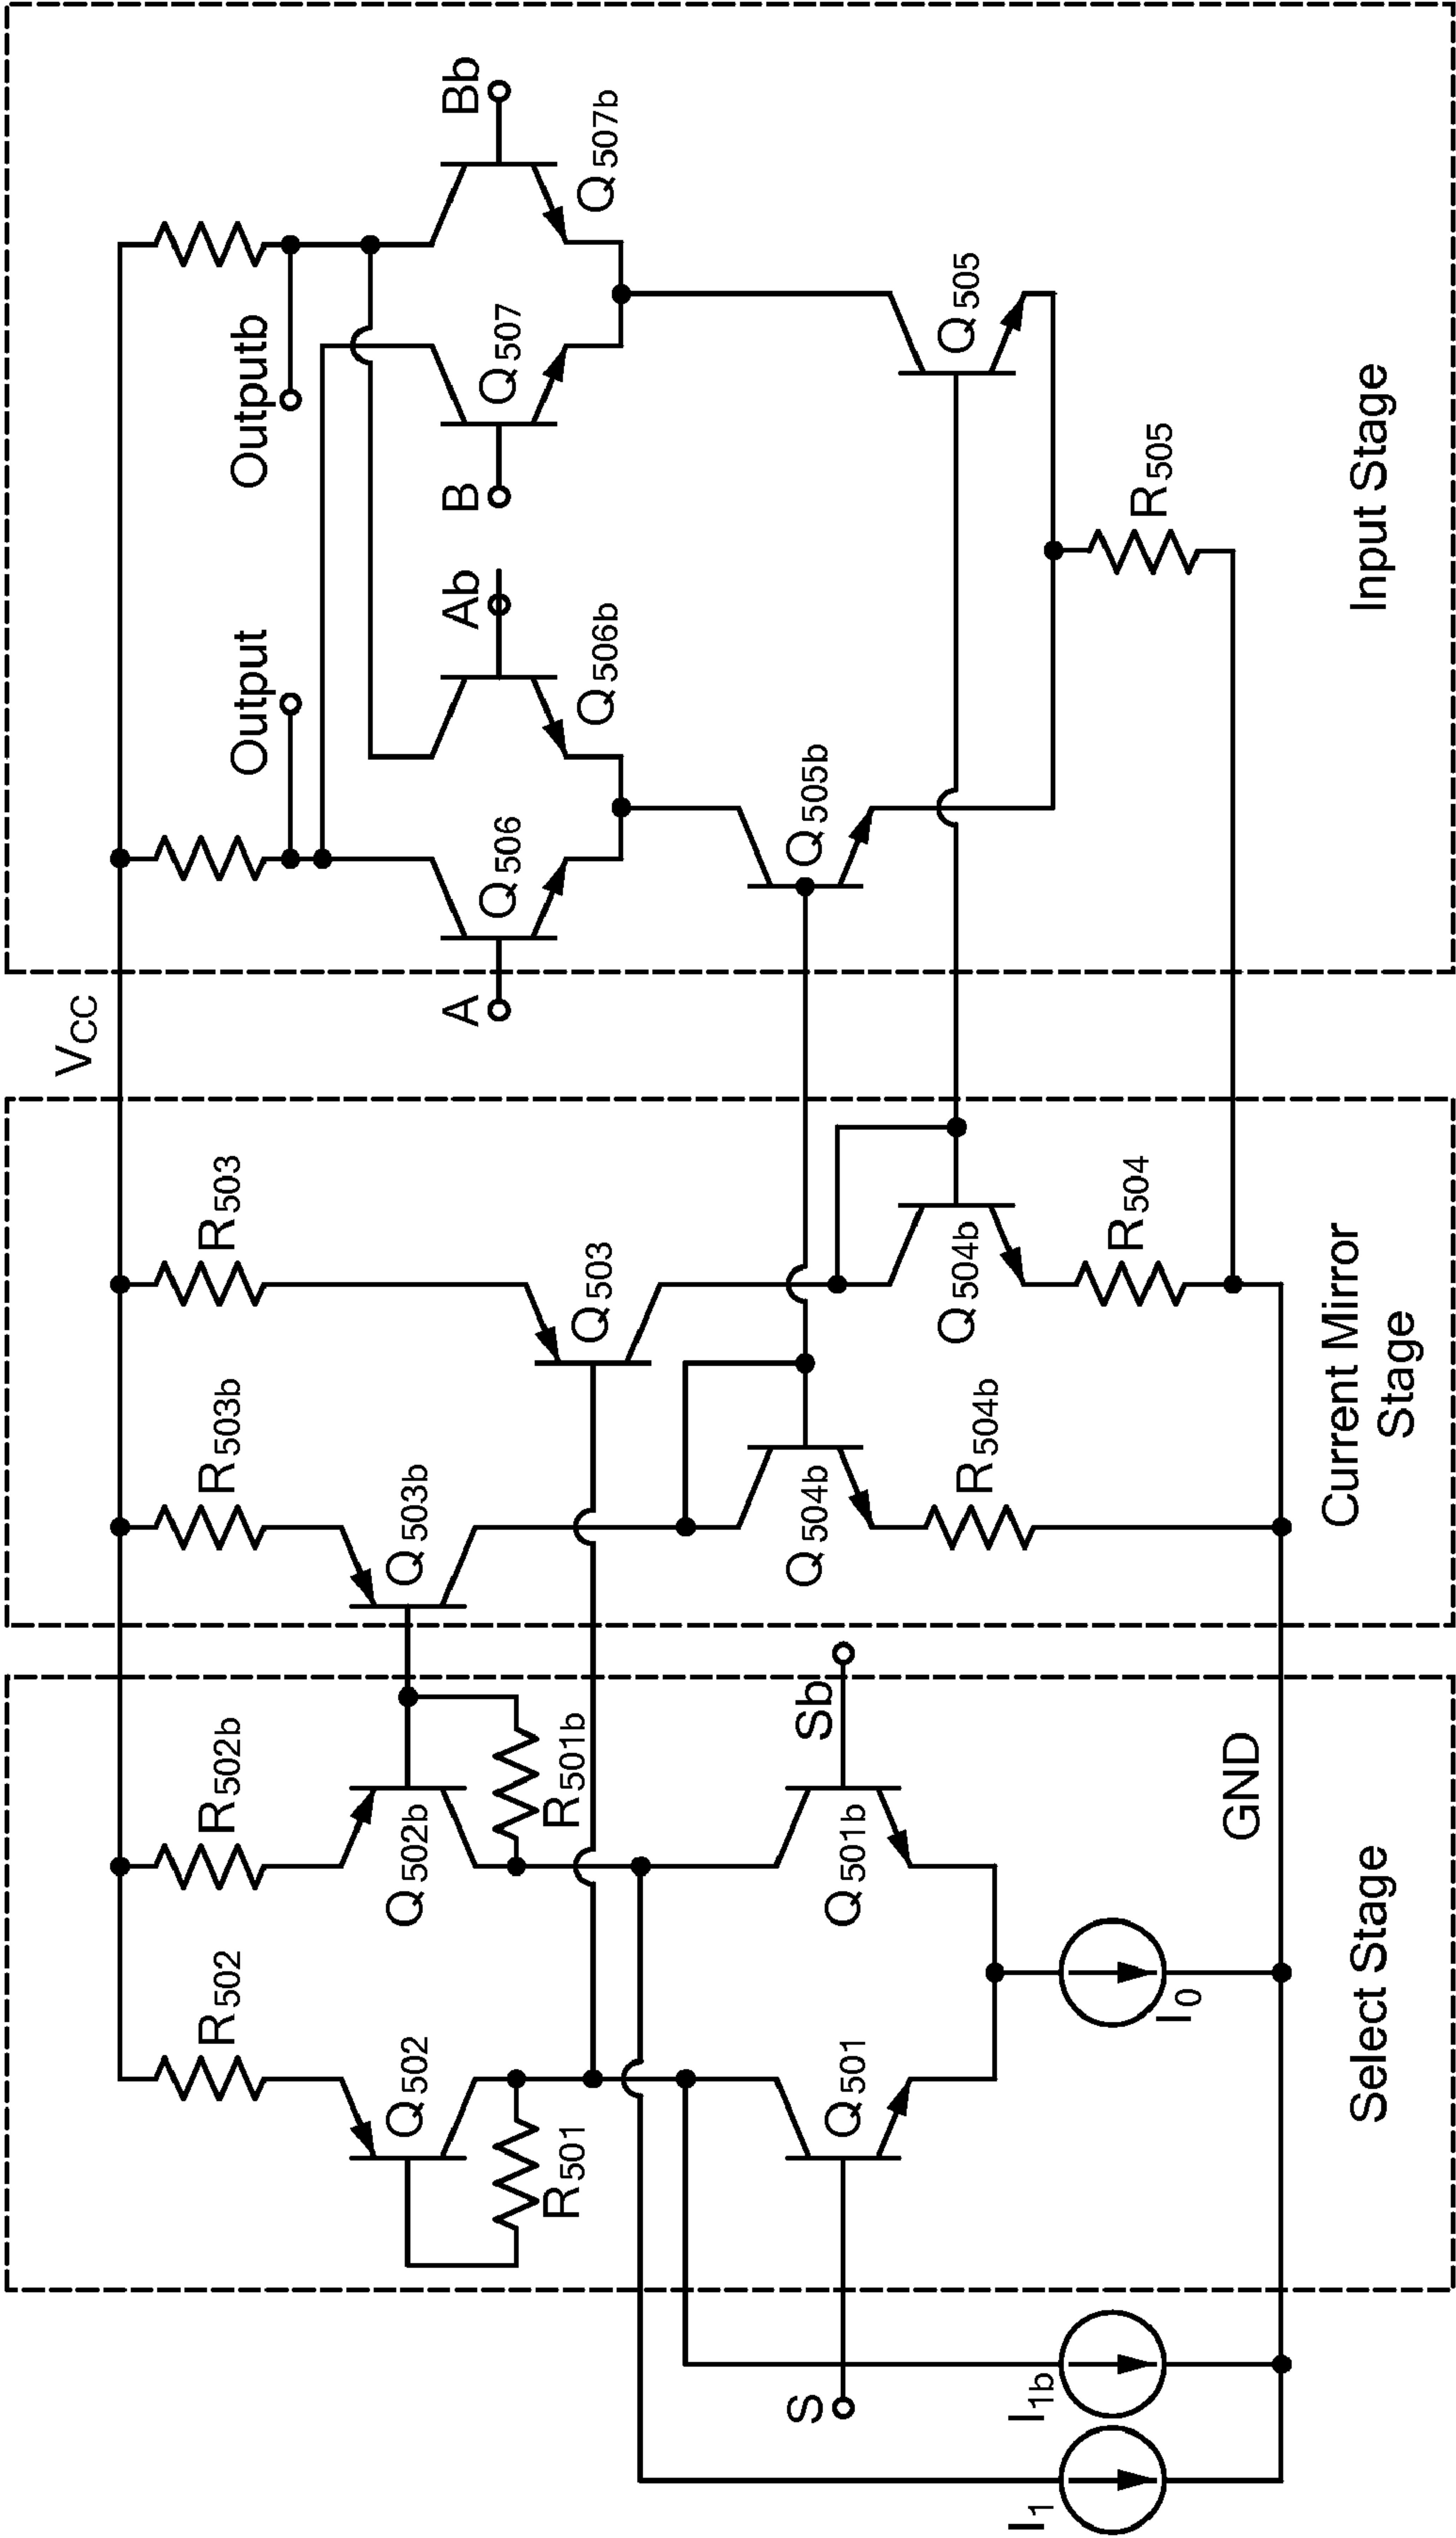 VCC
R502
R502b
R503b
R503
Output
Outputb
Q502
Q502b
Q503b
A
Q506
Ab
B
Q507
Bb
R501
R501b
Q503
Q506b
Q507b
S
Q501
Q501b
Sb
Q504b
Q504b
Q505b
Q505
I1
I1b
I0
R504b
R504
R505
GND
Select Stage
Current Mirror
Stage
Input Stage